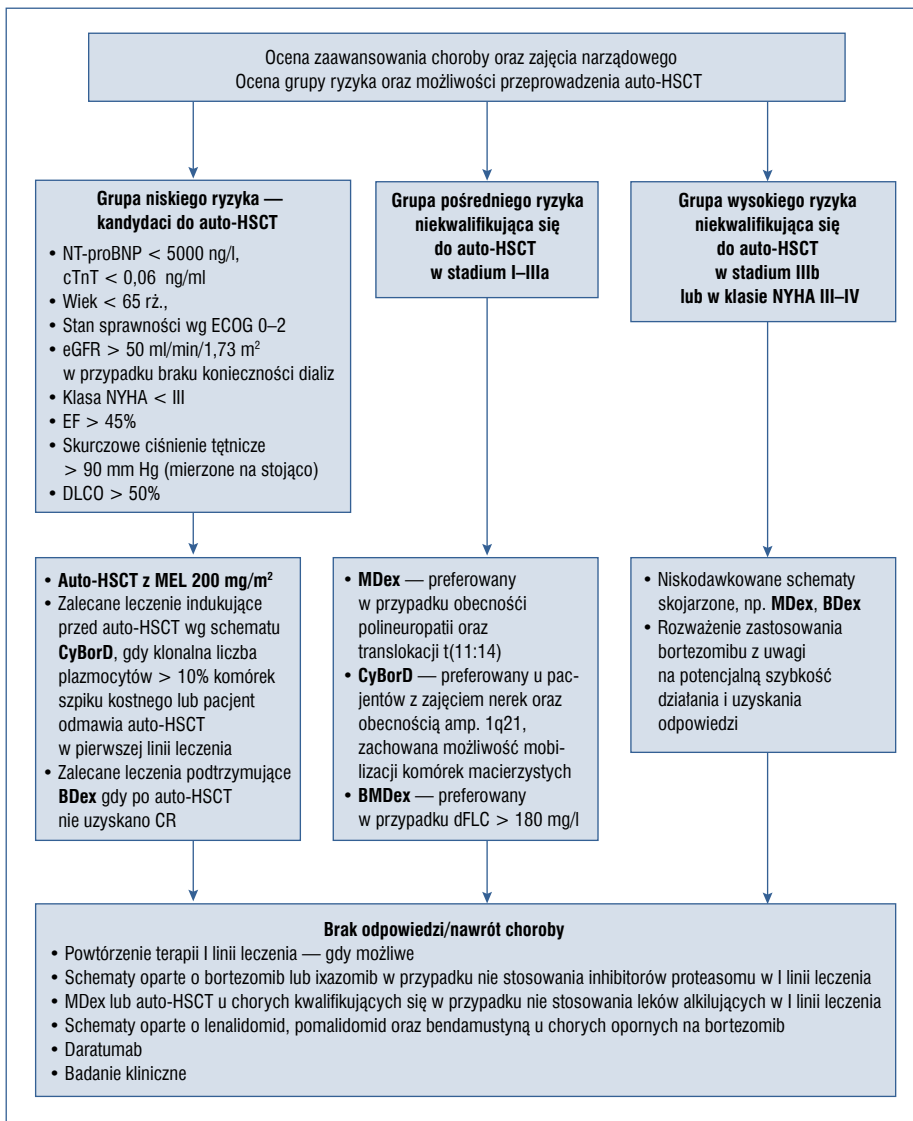 Ocena zaawansowania choroby oraz zajęcia narządowego
Ocena grupy ryzyka oraz możliwości przeprowadzenia auto-HSCT
Grupa niskiego ryzyka —
kandydaci do auto-HSCT
• NT-proBNP < 5000 ng/l,
cTnT < 0,06 ng/ml
• Wiek < 65 rż.,
• Stan sprawności wg ECOG 0–2
• eGFR > 50 ml/min/1,73 m²
w przypadku braku konieczności dializ
• Klasa NYHA < III
• EF > 45%
• Skurczowe ciśnienie tętnicze
> 90 mm Hg (mierzone na stojąco)
• DLCO > 50%
Grupa pośredniego ryzyka
niekwalifikująca się
do auto-HSCT
w stadium I–IIIa
Grupa wysokiego ryzyka
niekwalifikująca się
do auto-HSCT
w stadium IIIb
lub w klasie NYHA III–IV
• Auto-HSCT z MEL 200 mg/m²
• Zalecane leczenie indukujące
przed auto-HSCT wg schematu
CyBorD, gdy klonalna liczba
plazmocytów > 10% komórek
szpiku kostnego lub pacjent
odmawia auto-HSCT
w pierwszej linii leczenia
• Zalecane leczenia podtrzymujące
BDex gdy po auto-HSCT
nie uzyskano CR
• MDex — preferowany
w przypadku obecnośći
polineuropatii oraz
translokacji t(11:14)
• CyBorD — preferowany u pac-
jentów z zajęciem nerek oraz
obecnością amp. 1q21,
zachowana możliwość mobi-
lizacji komórek macierzystych
• BMDex — preferowany
w przypadku dFLC > 180 mg/l
• Niskodawkowane schematy
skojarzone, np. MDex, BDex
• Rozważenie zastosowania
bortezomibu z uwagi
na potencjalną szybkość
działania i uzyskania
odpowiedzi
Brak odpowiedzi/nawrót choroby
• Powtórzenie terapii I linii leczenia — gdy możliwe
• Schematy oparte o bortezomib lub ixazomib w przypadku nie stosowania inhibitorów proteasomu w I linii leczenia
• MDex lub auto-HSCT u chorych kwalifikujących się w przypadku nie stosowania leków alkilujących w I linii leczenia
• Schematy oparte o lenalidomid, pomalidomid oraz bendamustyną u chorych opornych na bortezomib
• Daratumab
• Badanie kliniczne